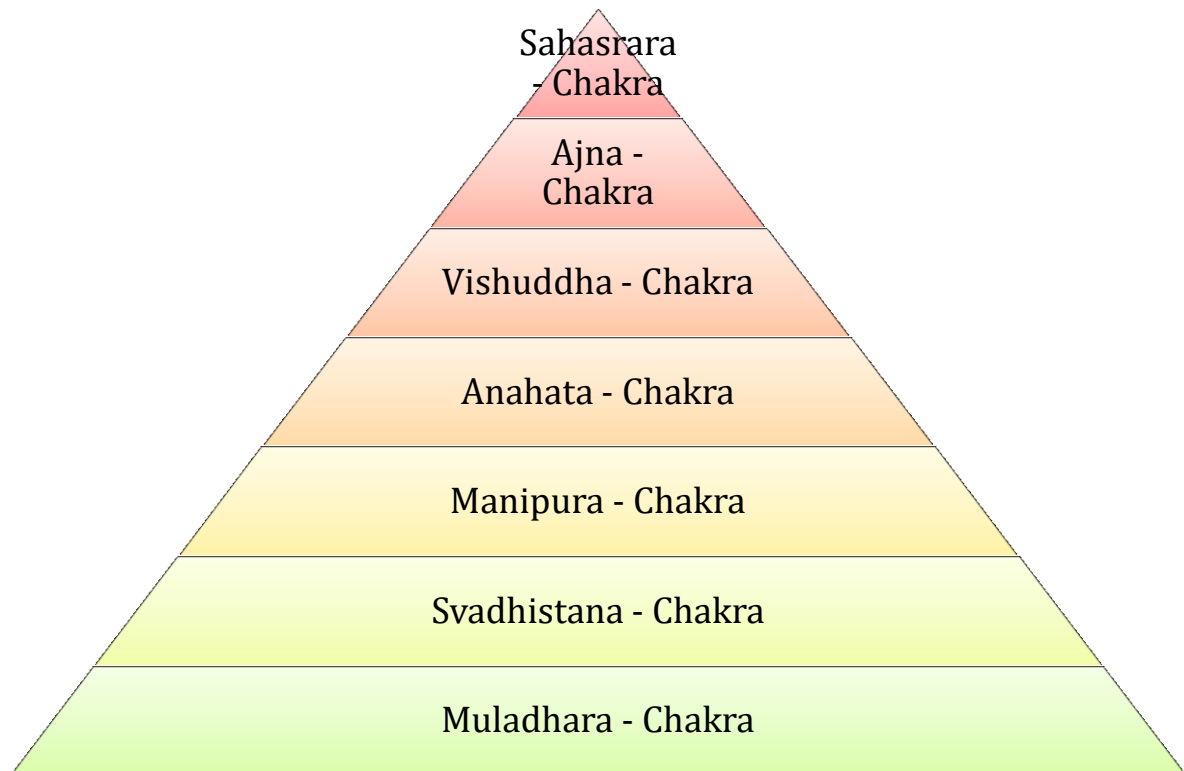 Sahasrara
- Chakra
Ajna -
Chakra
Vishuddha - Chakra
Anahata - Chakra
Manipura - Chakra
Svadhistana - Chakra
Muladhara - Chakra